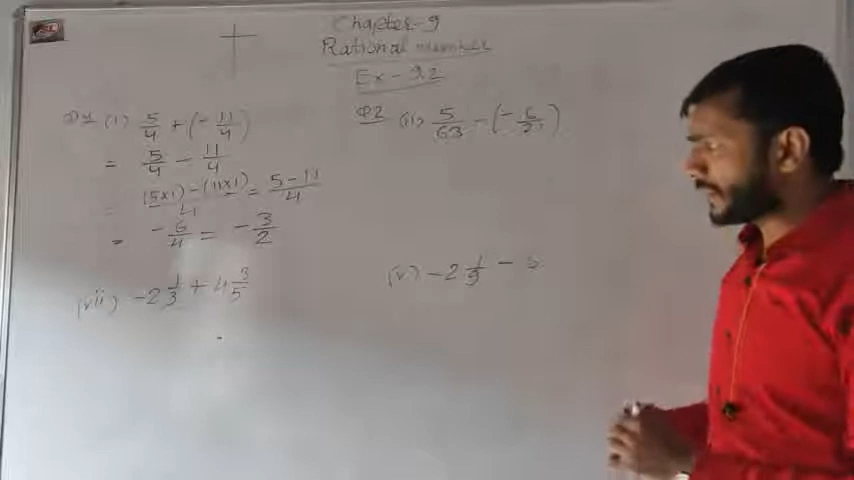 Chapter-9
Rational number
Ex-9.2
Q1 (i) 5/4 + (-11/4)
= 5/4 - 11/4
= (5×1)-(11×1)/4 = 5-11/4
= -6/4 = -3/2
(vii) -2 1/3 + 4 3/5
Q2 (ii) 5/63 - (-6/21)
(v) -2 1/9 - 5